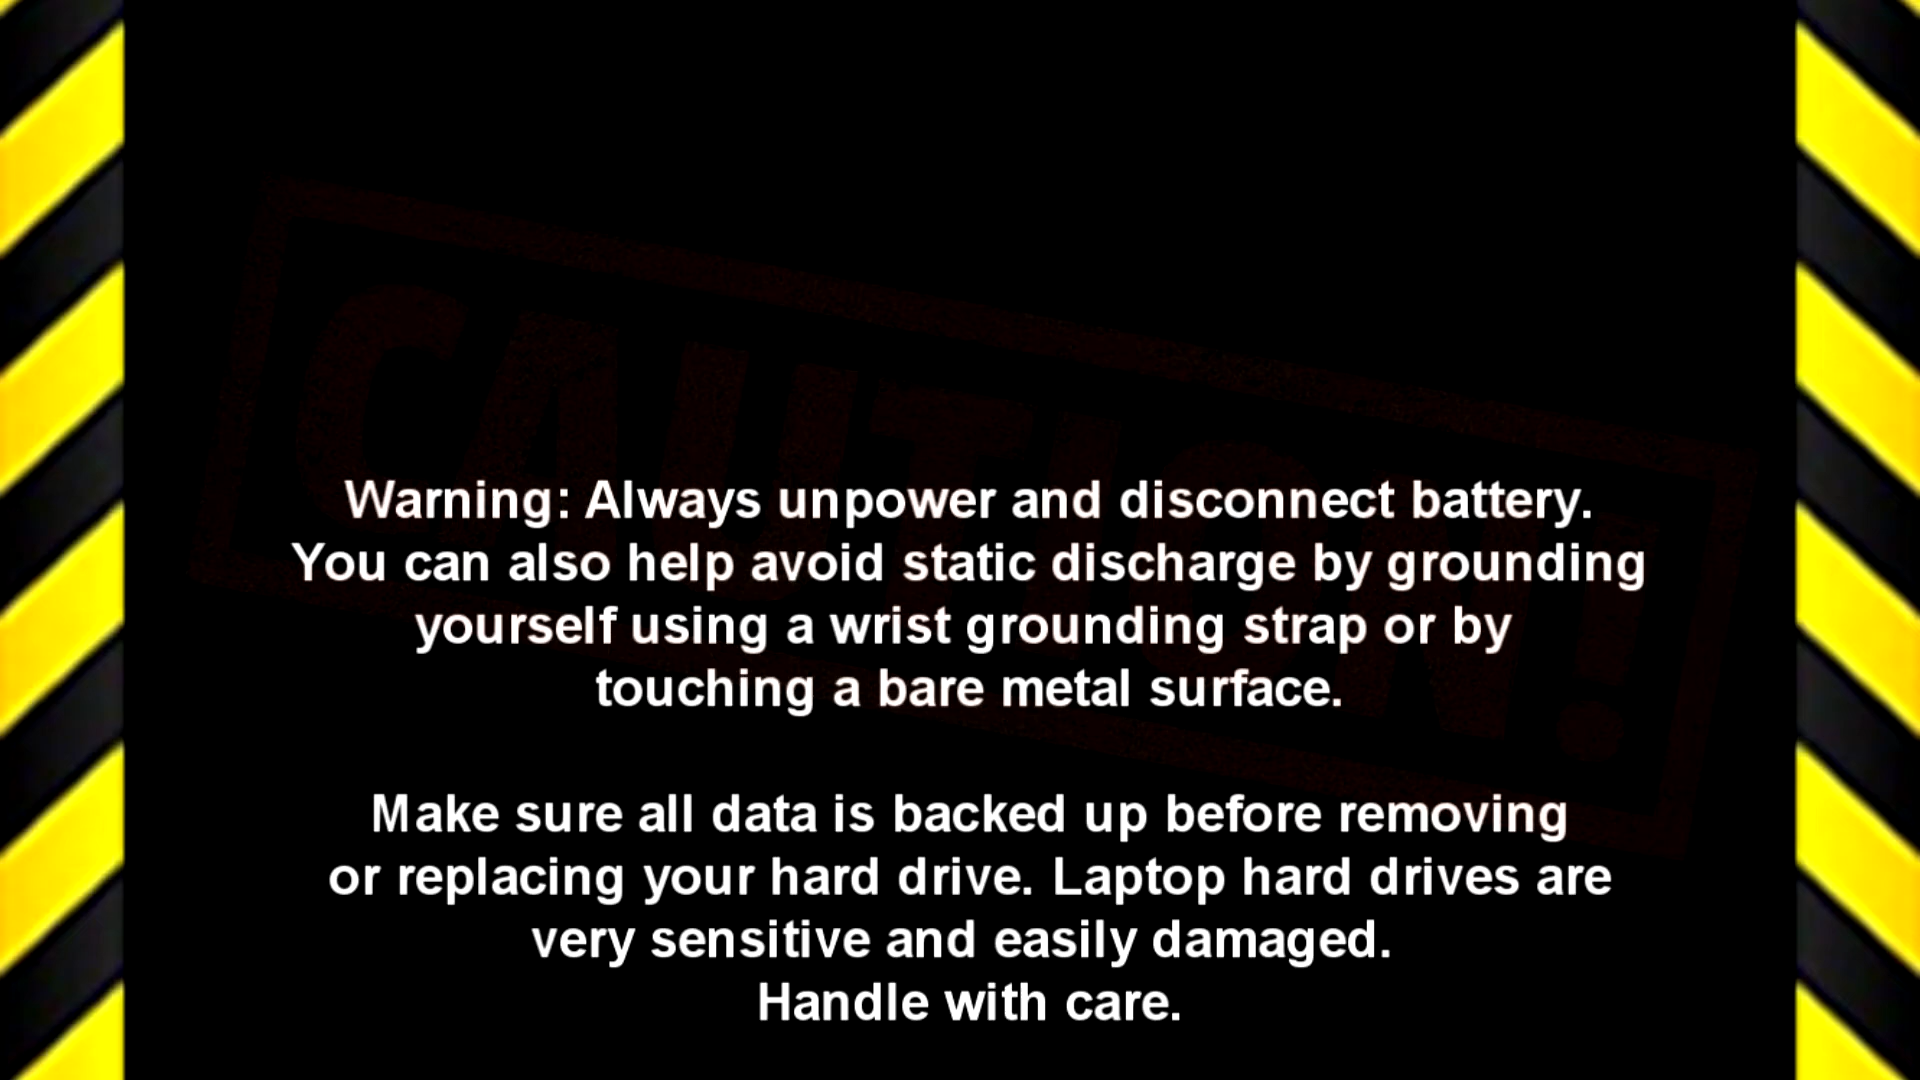 CAUTION!
Warning: Always unpower and disconnect battery.
You can also help avoid static discharge by grounding
yourself using a wrist grounding strap or by
touching a bare metal surface.
Make sure all data is backed up before removing
or replacing your hard drive. Laptop hard drives are
very sensitive and easily damaged.
Handle with care.